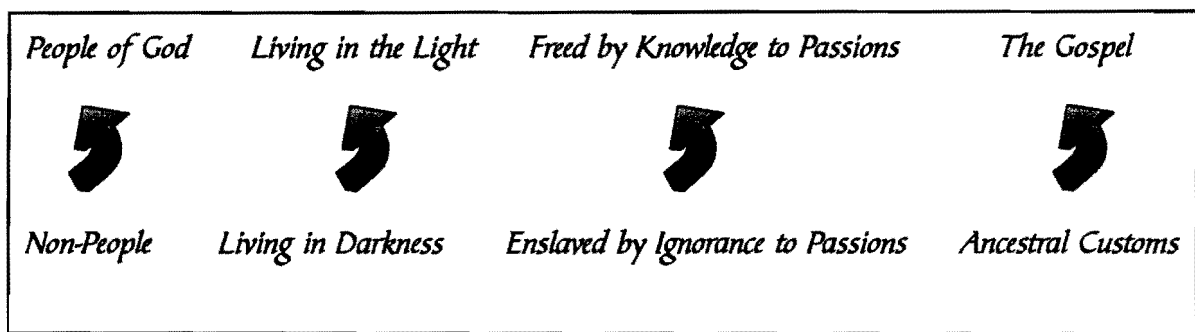 People of God Living in the Light Freed by Knowledge to Passions The Gospel
Non-People Living in Darkness Enslaved by Ignorance to Passions Ancestral Customs